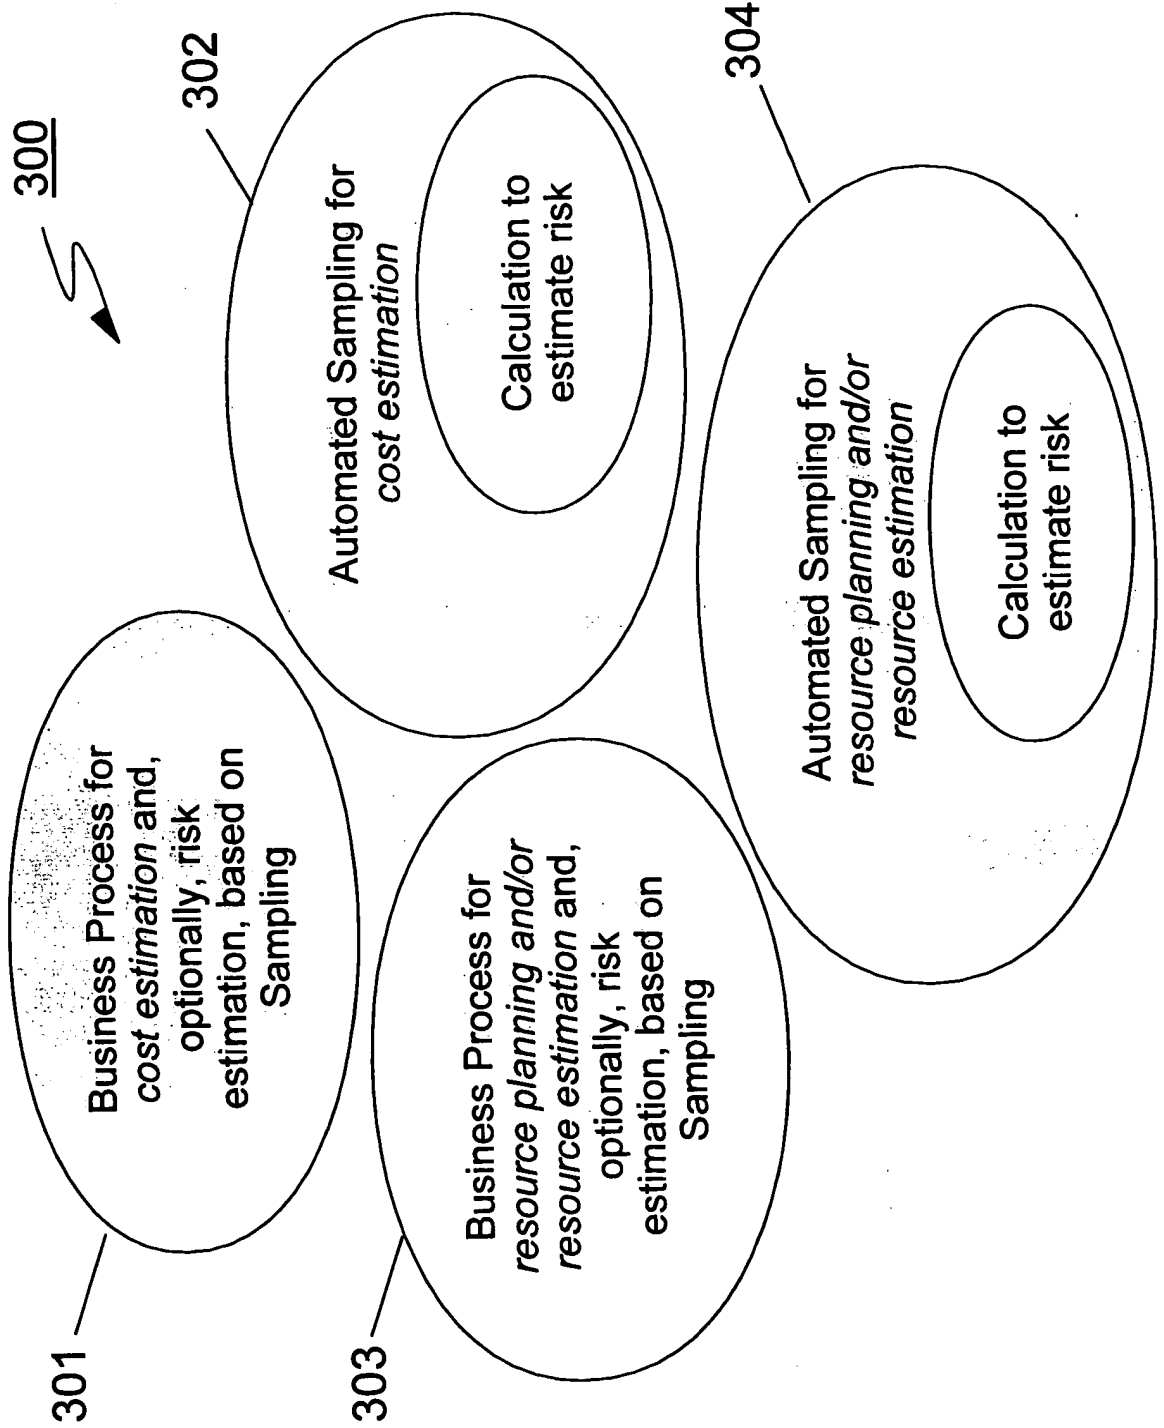 300
301
Business Process for
cost estimation and,
optionally, risk
estimation, based on
Sampling
302
Automated Sampling for
cost estimation
Calculation to
estimate risk
303
Business Process for
resource planning and/or
resource estimation and,
optionally, risk
estimation, based on
Sampling
304
Automated Sampling for
resource planning and/or
resource estimation
Calculation to
estimate risk